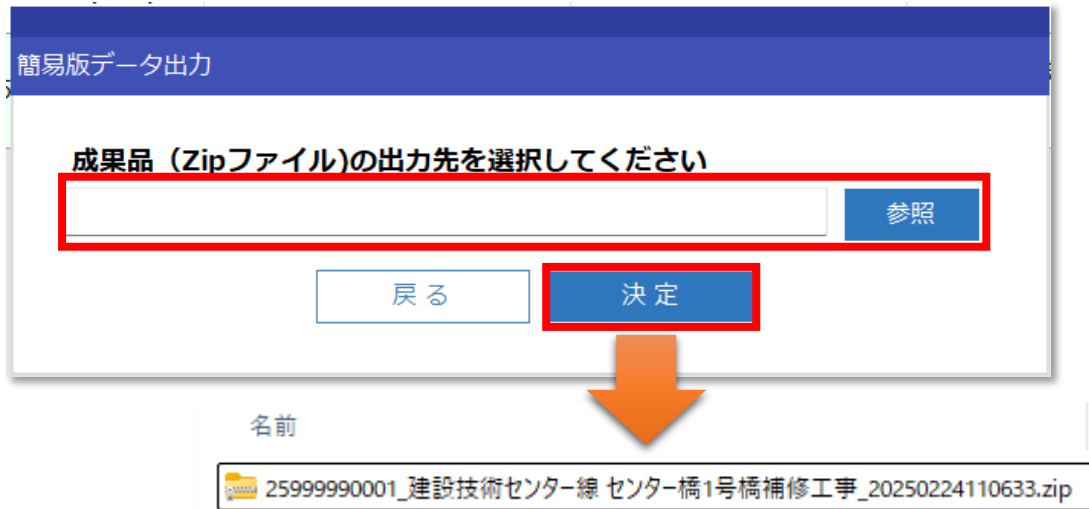 簡易版データ出力
成果品（Zipファイル)の出力先を選択してください
参照
戻る 決定
名前
25999990001_建設技術センター線 センター橋1号橋補修工事_20250224110633.zip